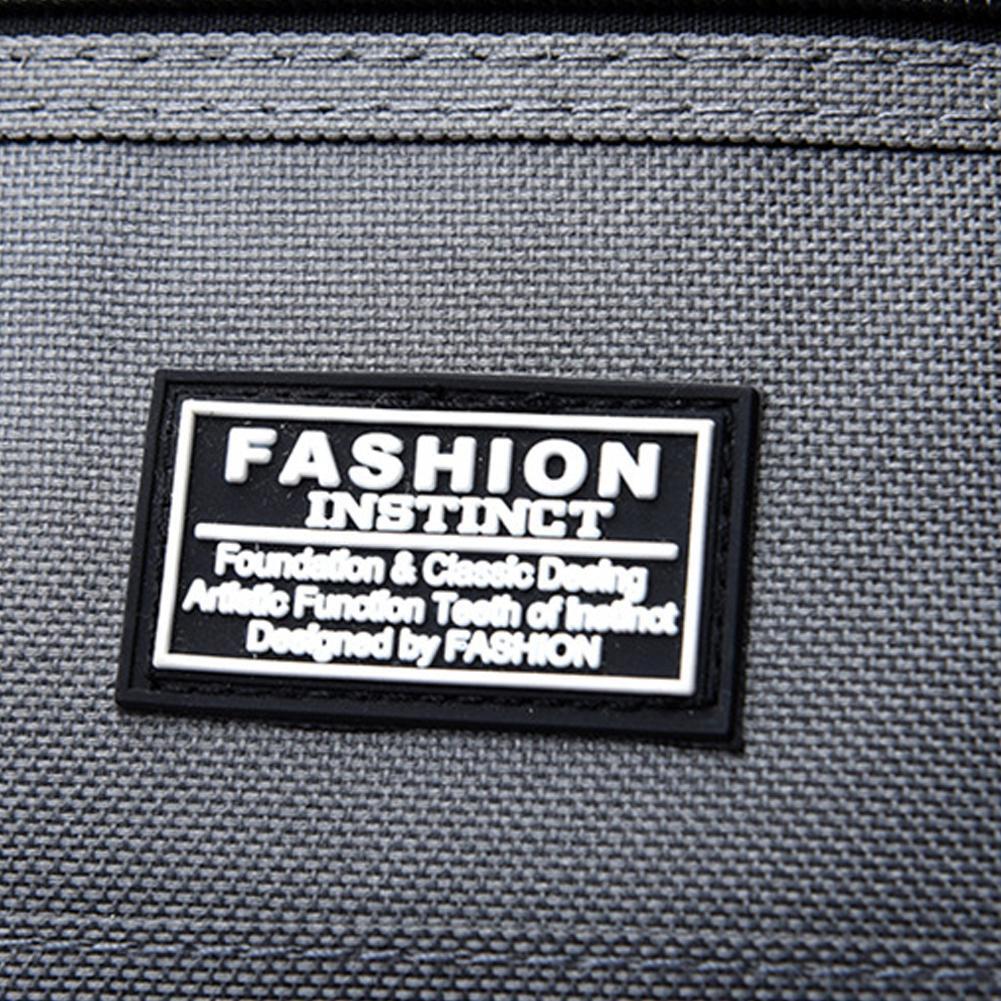 FASHION
INSTINCT
Foundation & Classic Desing
Artistic Function Teeth of Instinct
Designed by FASHION